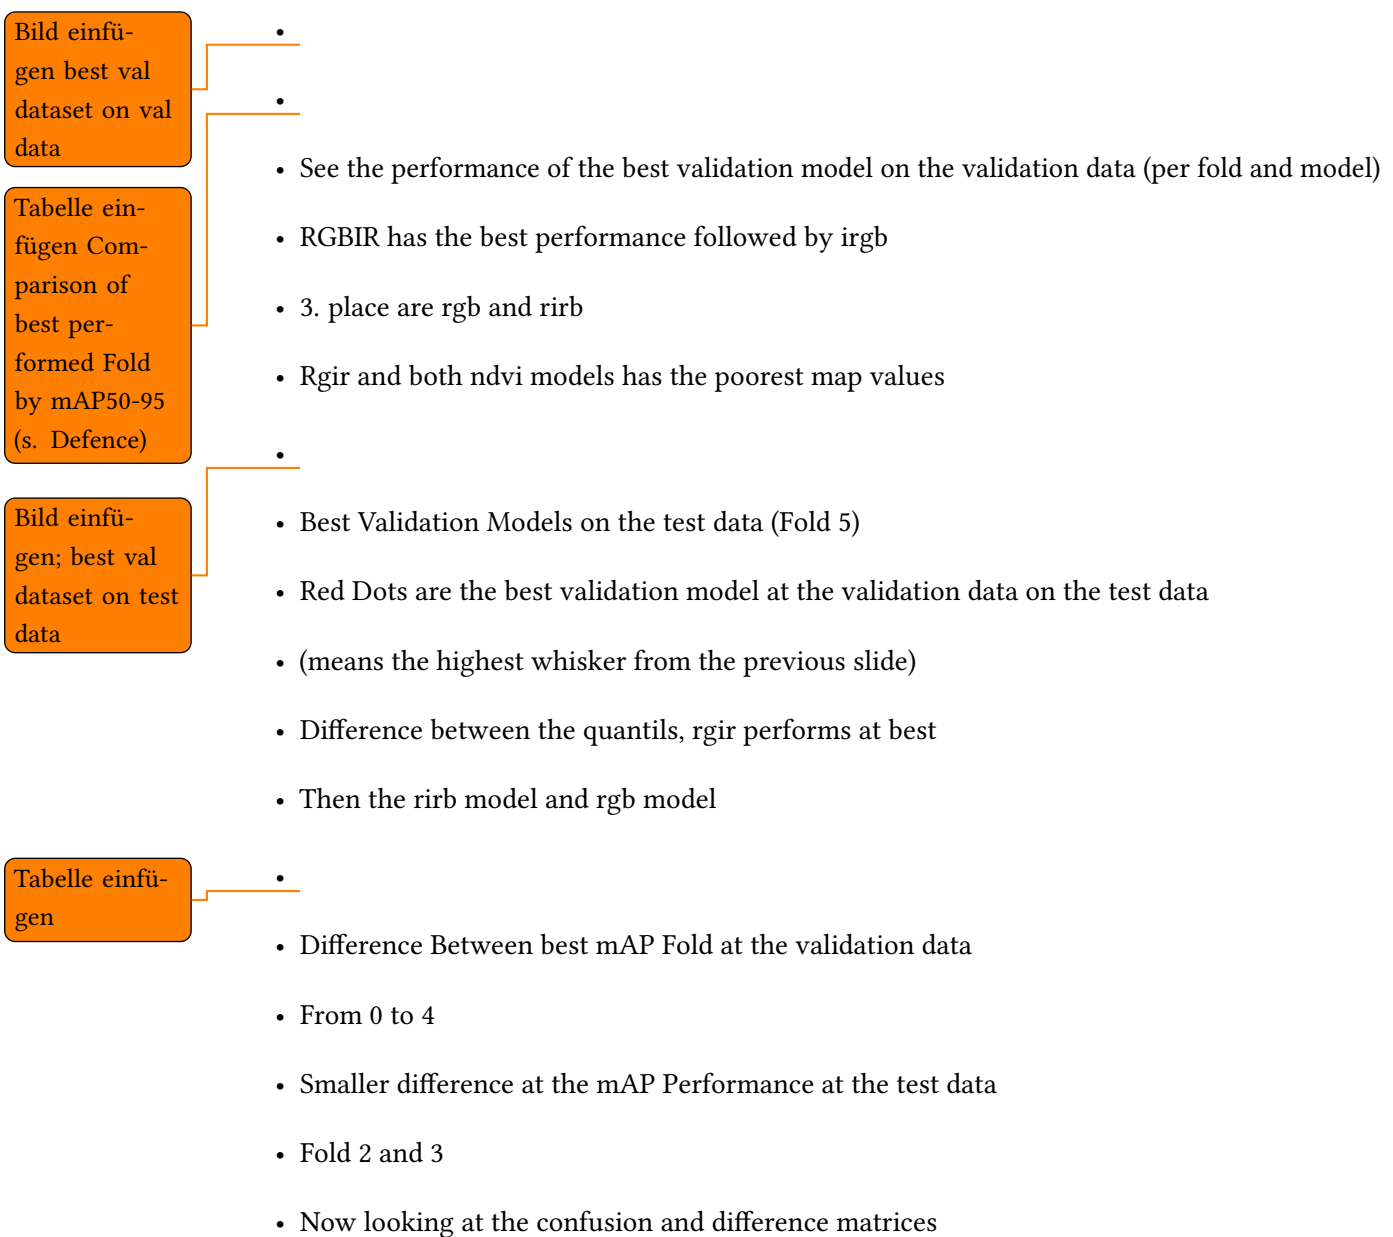 Bild einfü-
gen best val
dataset on val
data
•
•
Tabelle ein-
fügen Com-
parison of
best per-
formed Fold
by mAP50-95
(s. Defence)
• See the performance of the best validation model on the validation data (per fold and model)
• RGBIR has the best performance followed by irgb
• 3. place are rgb and rirb
• Rgir and both ndvi models has the poorest map values
•
Bild einfü-
gen; best val
dataset on test
data
• Best Validation Models on the test data (Fold 5)
• Red Dots are the best validation model at the validation data on the test data
• (means the highest whisker from the previous slide)
• Difference between the quantils, rgir performs at best
• Then the rirb model and rgb model
Tabelle einfü-
gen
•
• Difference Between best mAP Fold at the validation data
• From 0 to 4
• Smaller difference at the mAP Performance at the test data
• Fold 2 and 3
• Now looking at the confusion and difference matrices